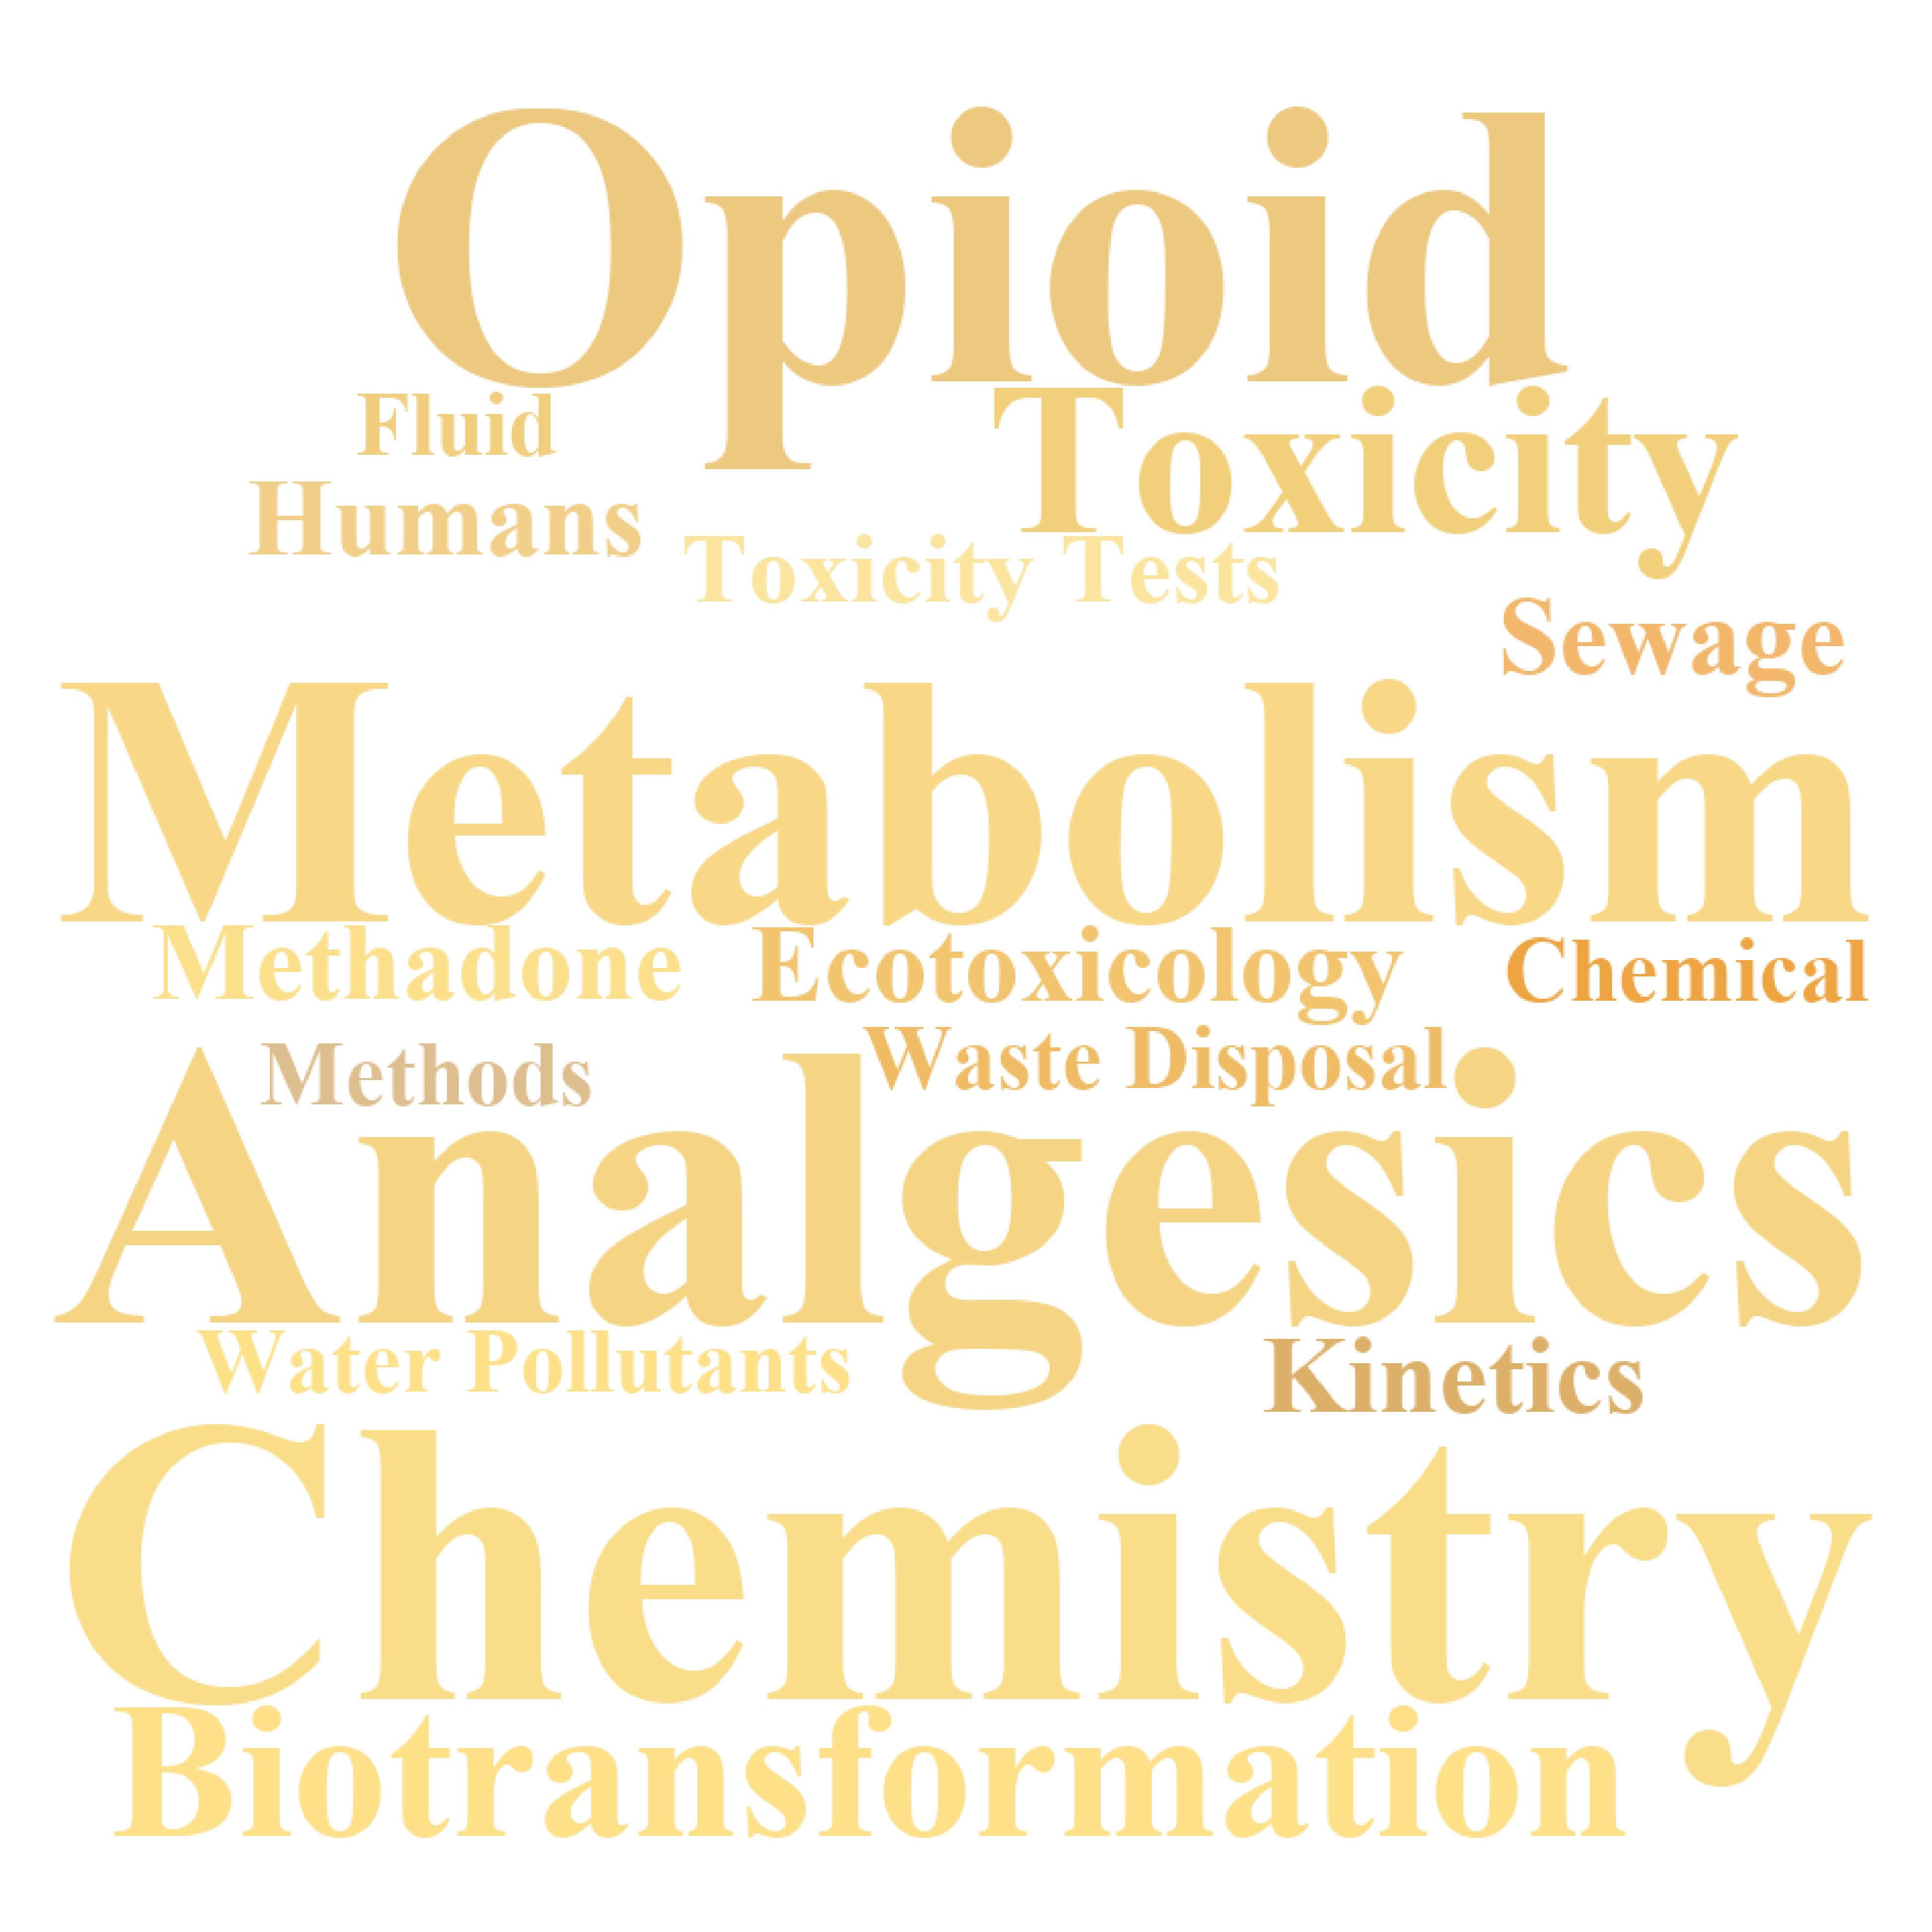 Opioid
Fluid
Toxicity
Humans
Toxicity Tests
Sewage
Metabolism
Methadone
Ecotoxicology
Chemical
Methods
Waste Disposal
Analgesics
Water Pollutants
Kinetics
Chemistry
Biotransformation